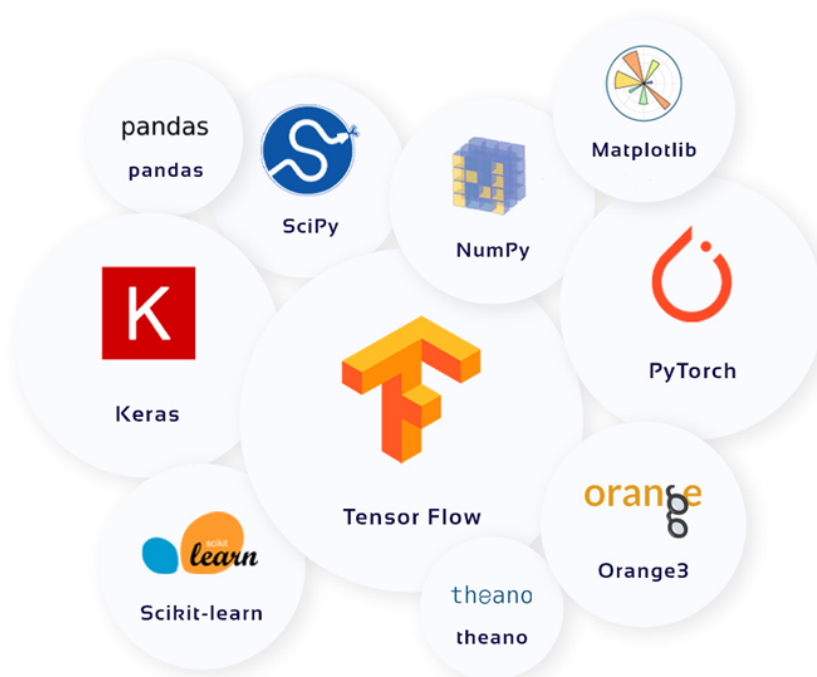 Matplotlib
pandas
pandas
SciPy
NumPy
K
Keras
PyTorch
Tensor Flow
orange
Orange3
scikit
learn
Scikit-learn
theano
theano